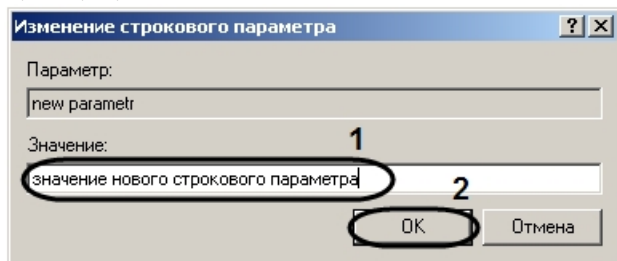 Изменение строкового параметра
Параметр:
new parametr
Значение: 1
значение нового строкового параметра
2
OK Отмена